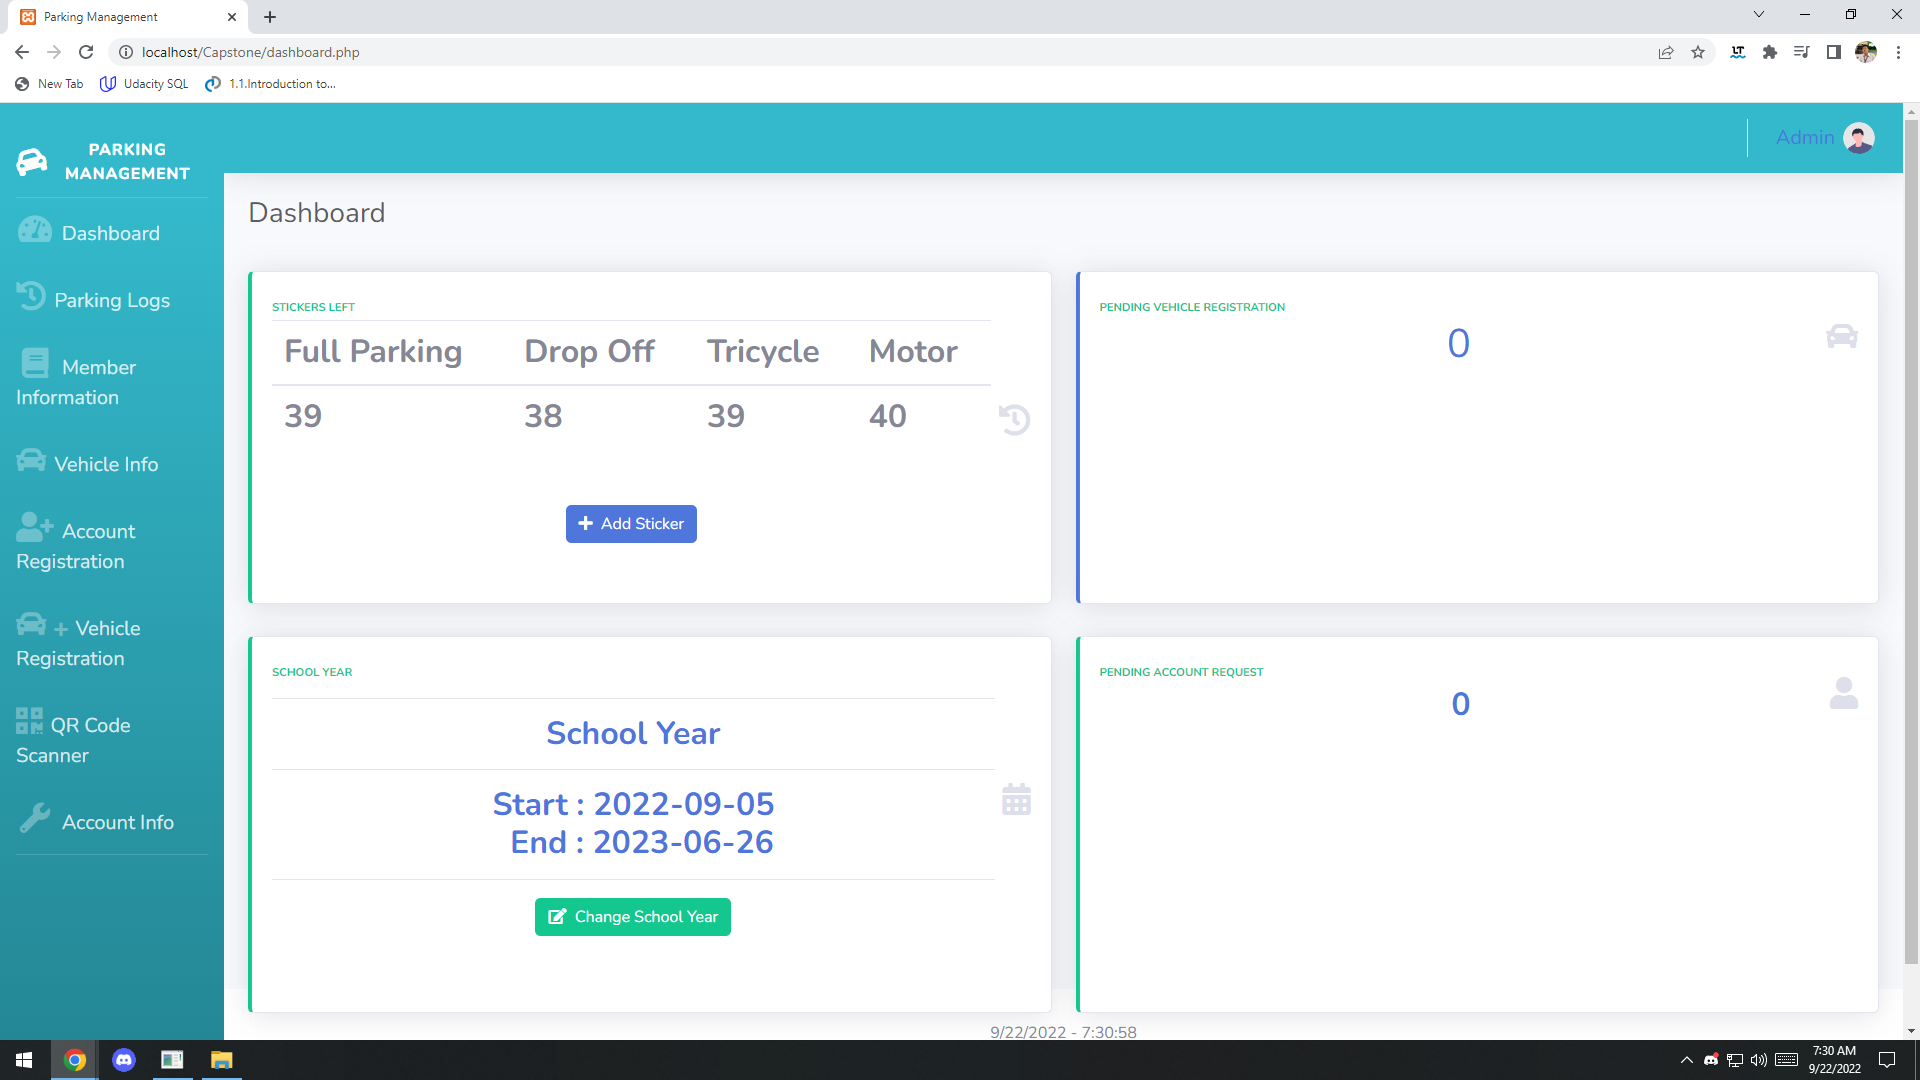 Parking Management
localhost/Capstone/dashboard.php
New Tab
Udacity SQL
1.1.Introduction to...
PARKING
MANAGEMENT
Admin
Dashboard
Parking Logs
Member
Information
Vehicle Info
Account
Registration
+ Vehicle
Registration
QR Code
Scanner
Account Info
Dashboard
STICKERS LEFT
Full Parking Drop Off Tricycle Motor
39 38 39 40
+ Add Sticker
PENDING VEHICLE REGISTRATION
0
SCHOOL YEAR
School Year
Start : 2022-09-05
End : 2023-06-26
Change School Year
PENDING ACCOUNT REQUEST
0
9/22/2022 - 7:30:58
7:30 AM
9/22/2022